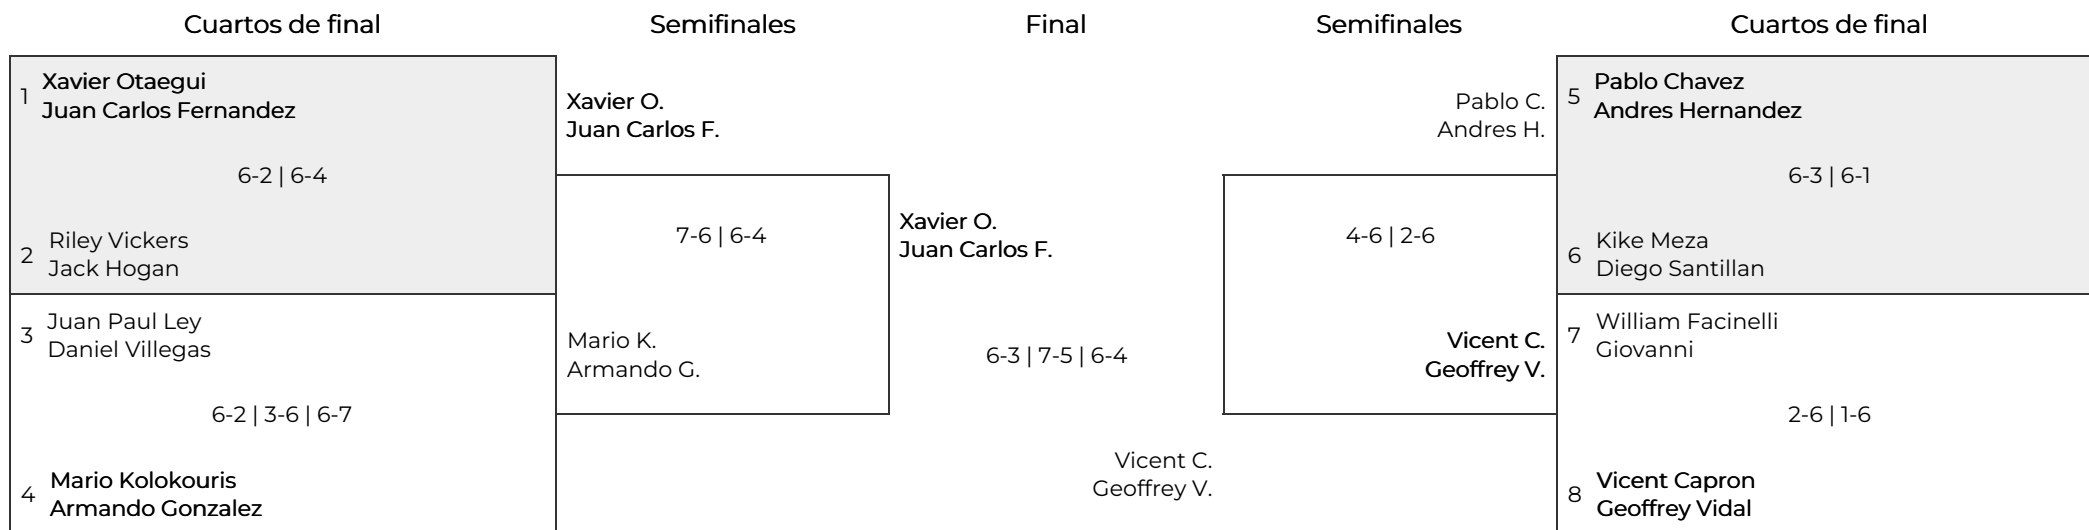 Cuartos de final
Semifinales
Final
Semifinales
Cuartos de final
1
Xavier Otaegui
Juan Carlos Fernandez
6-2 | 6-4
2
Riley Vickers
Jack Hogan
3
Juan Paul Ley
Daniel Villegas
6-2 | 3-6 | 6-7
4
Mario Kolokouris
Armando Gonzalez
Xavier O.
Juan Carlos F.
7-6 | 6-4
Mario K.
Armando G.
Xavier O.
Juan Carlos F.
6-3 | 7-5 | 6-4
Vicent C.
Geoffrey V.
Pablo C.
Andres H.
4-6 | 2-6
Vicent C.
Geoffrey V.
5
Pablo Chavez
Andres Hernandez
6-3 | 6-1
6
Kike Meza
Diego Santillan
7
William Facinelli
Giovanni
2-6 | 1-6
8
Vicent Capron
Geoffrey Vidal